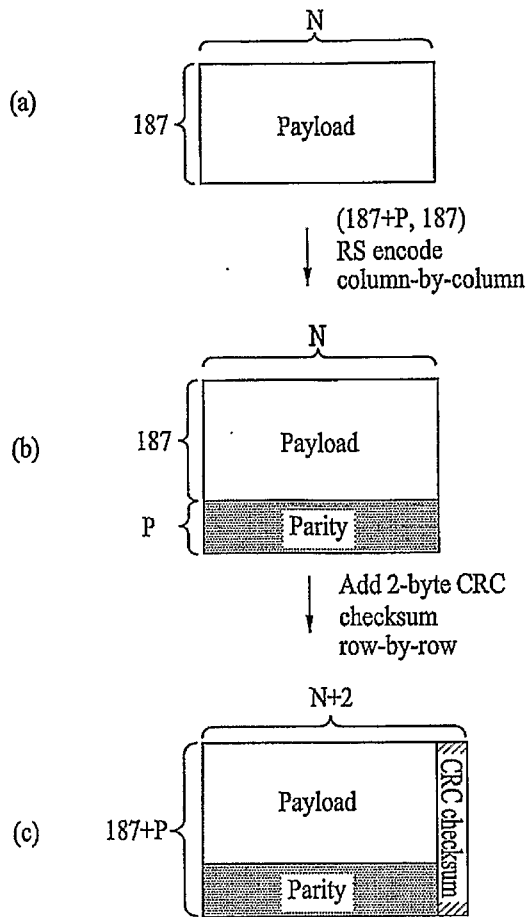 N
(a)
187
Payload
(187+P, 187)
RS encode
column-by-column
N
(b)
187
Payload
P
Parity
Add 2-byte CRC
checksum
row-by-row
N+2
(c)
187+P
Payload
CRC checksum
Parity